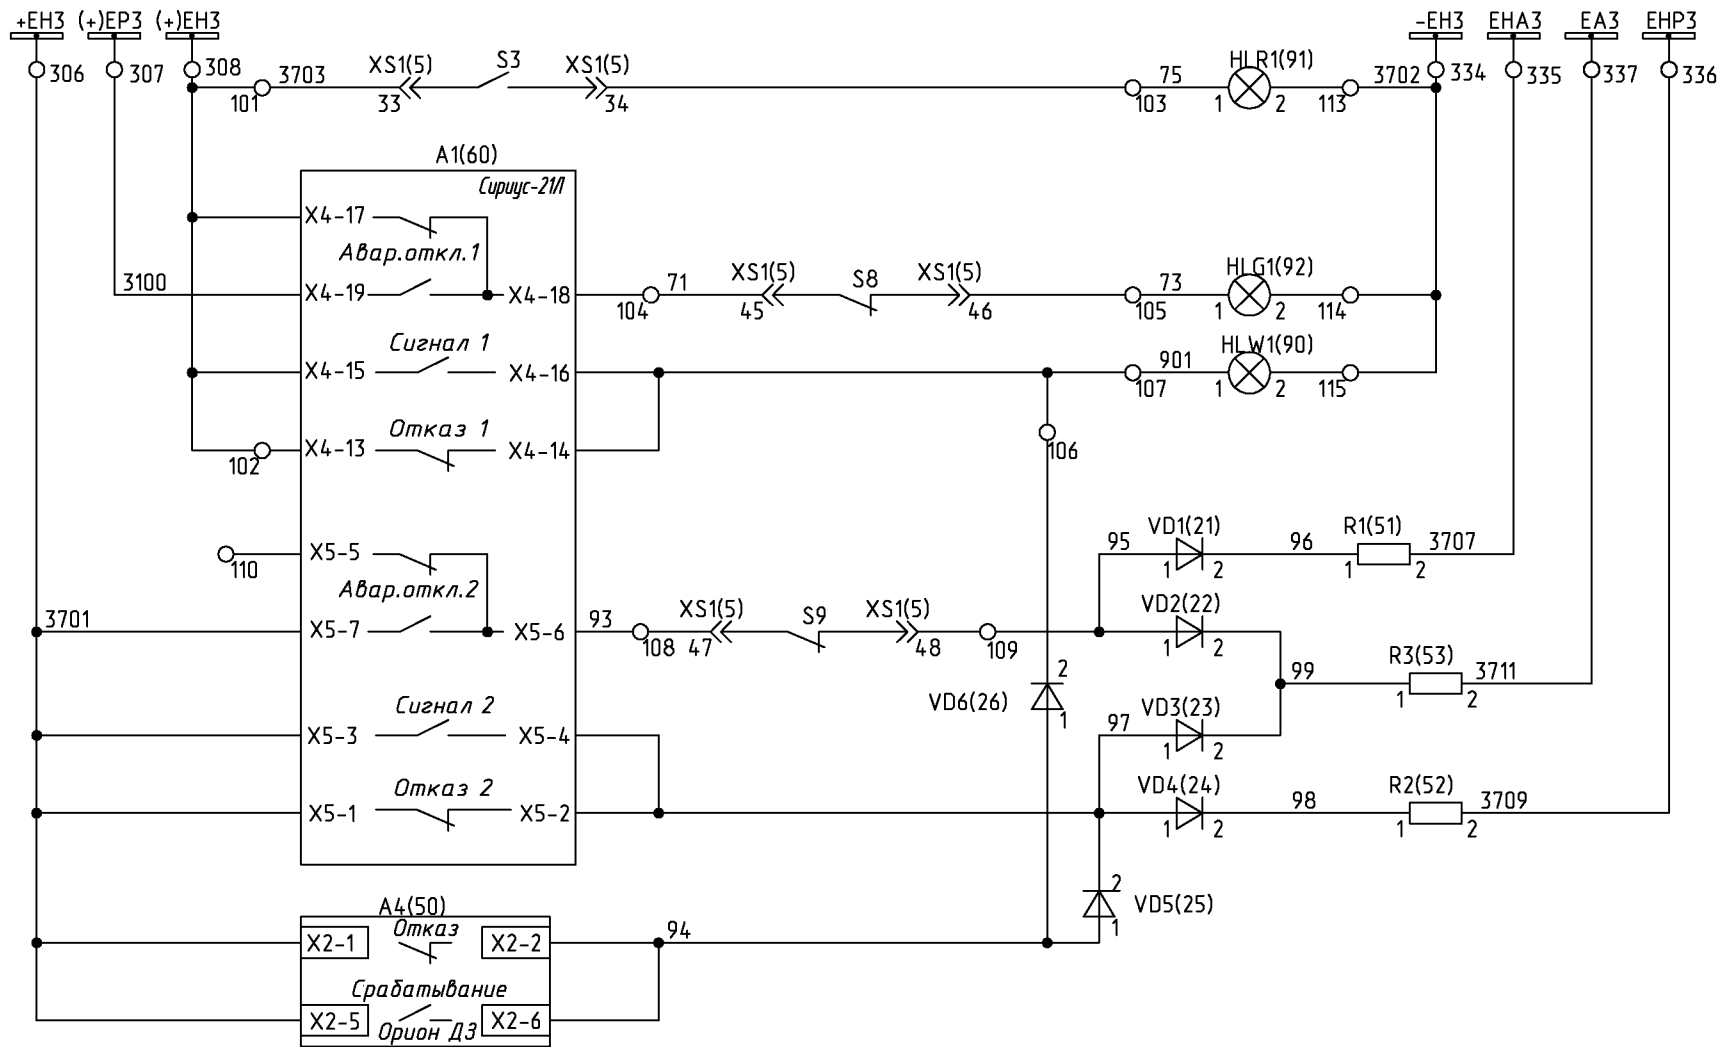 +EH3 (+)EP3 (+)EH3 -EH3 EHA3 EA3 EHP3
306 307 308 334 335 337 336
101 3703 XS1(5) 33 S3 XS1(5) 34 103 75 HLR1(91) 1 2 113 3702
A1(60)
Сириус-21Л
X4-17
Авар.откл.1
3100 X4-19 X4-18 104 71 XS1(5) 45 S8 XS1(5) 46 105 73 HLG1(92) 1 2 114
Сигнал 1
X4-15 X4-16 107 901 HLW1(90) 1 2 115
Отказ 1
102 X4-13 X4-14 106
110 X5-5 95 VD1(21) 1 2 96 R1(51) 1 2 3707
Авар.откл.2
3701 X5-7 X5-6 93 108 XS1(5) 47 S9 XS1(5) 48 109 VD2(22) 1 2
99 R3(53) 1 2 3711
VD6(26) 2 1
Сигнал 2
X5-3 X5-4 97 VD3(23) 1 2
Отказ 2
X5-1 X5-2 VD4(24) 1 2 98 R2(52) 1 2 3709
VD5(25) 2 1
A4(50)
Отказ
X2-1 X2-2 94
Срабатывание
X2-5 X2-6
Орион ДЗ